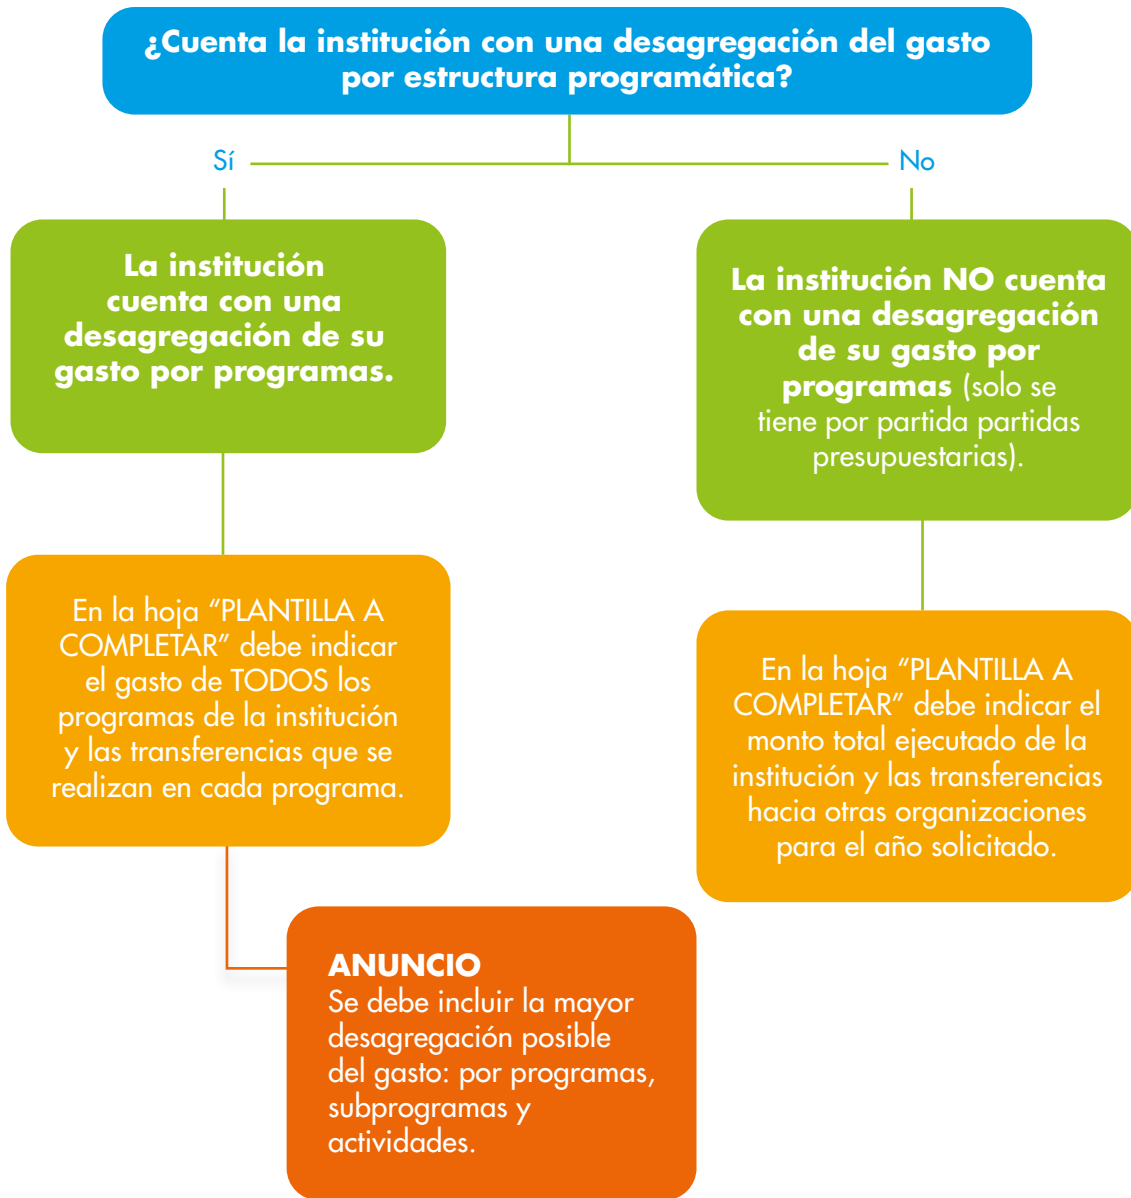 ¿Cuenta la institución con una desagregación del gasto
por estructura programática?
Sí
No
La institución
cuenta con una
desagregación de su
gasto por programas.
La institución NO cuenta
con una desagregación
de su gasto por
programas (solo se
tiene por partida partidas
presupuestarias).
En la hoja “PLANTILLA A
COMPLETAR” debe indicar
el gasto de TODOS los
programas de la institución
y las transferencias que se
realizan en cada programa.
En la hoja “PLANTILLA A
COMPLETAR” debe indicar el
monto total ejecutado de la
institución y las transferencias
hacia otras organizaciones
para el año solicitado.
ANUNCIO
Se debe incluir la mayor
desagregación posible
del gasto: por programas,
subprogramas y
actividades.